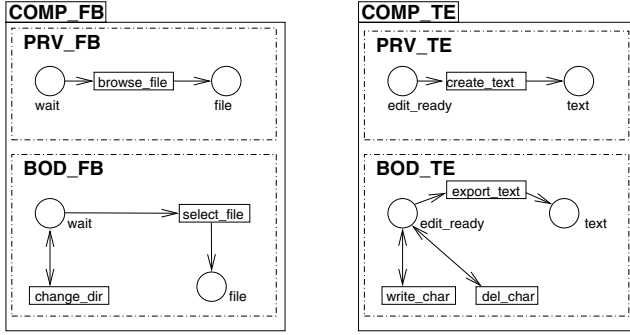 COMP_FB
PRV_FB
browse_file
wait
file
BOD_FB
select_file
wait
change_dir
file
COMP_TE
PRV_TE
create_text
edit_ready
text
BOD_TE
export_text
edit_ready
text
write_char
del_char